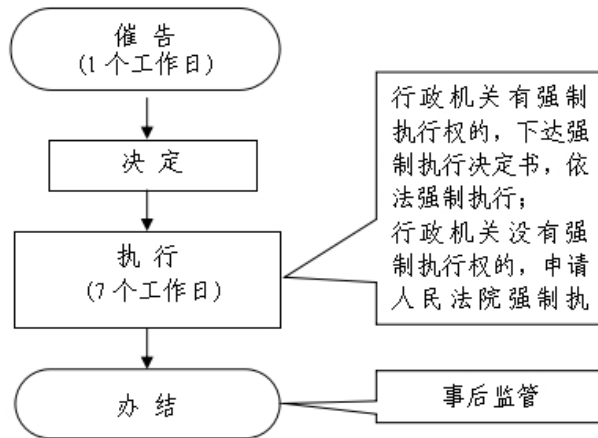 催 告
(1 个工作日)
决 定
执 行
(7 个工作日)
行政机关有强制
执行权的，下达强
制执行决定书，依
法强制执行；
行政机关没有强
制执行权的，申请
人民法院强制执
办 结
事后监管